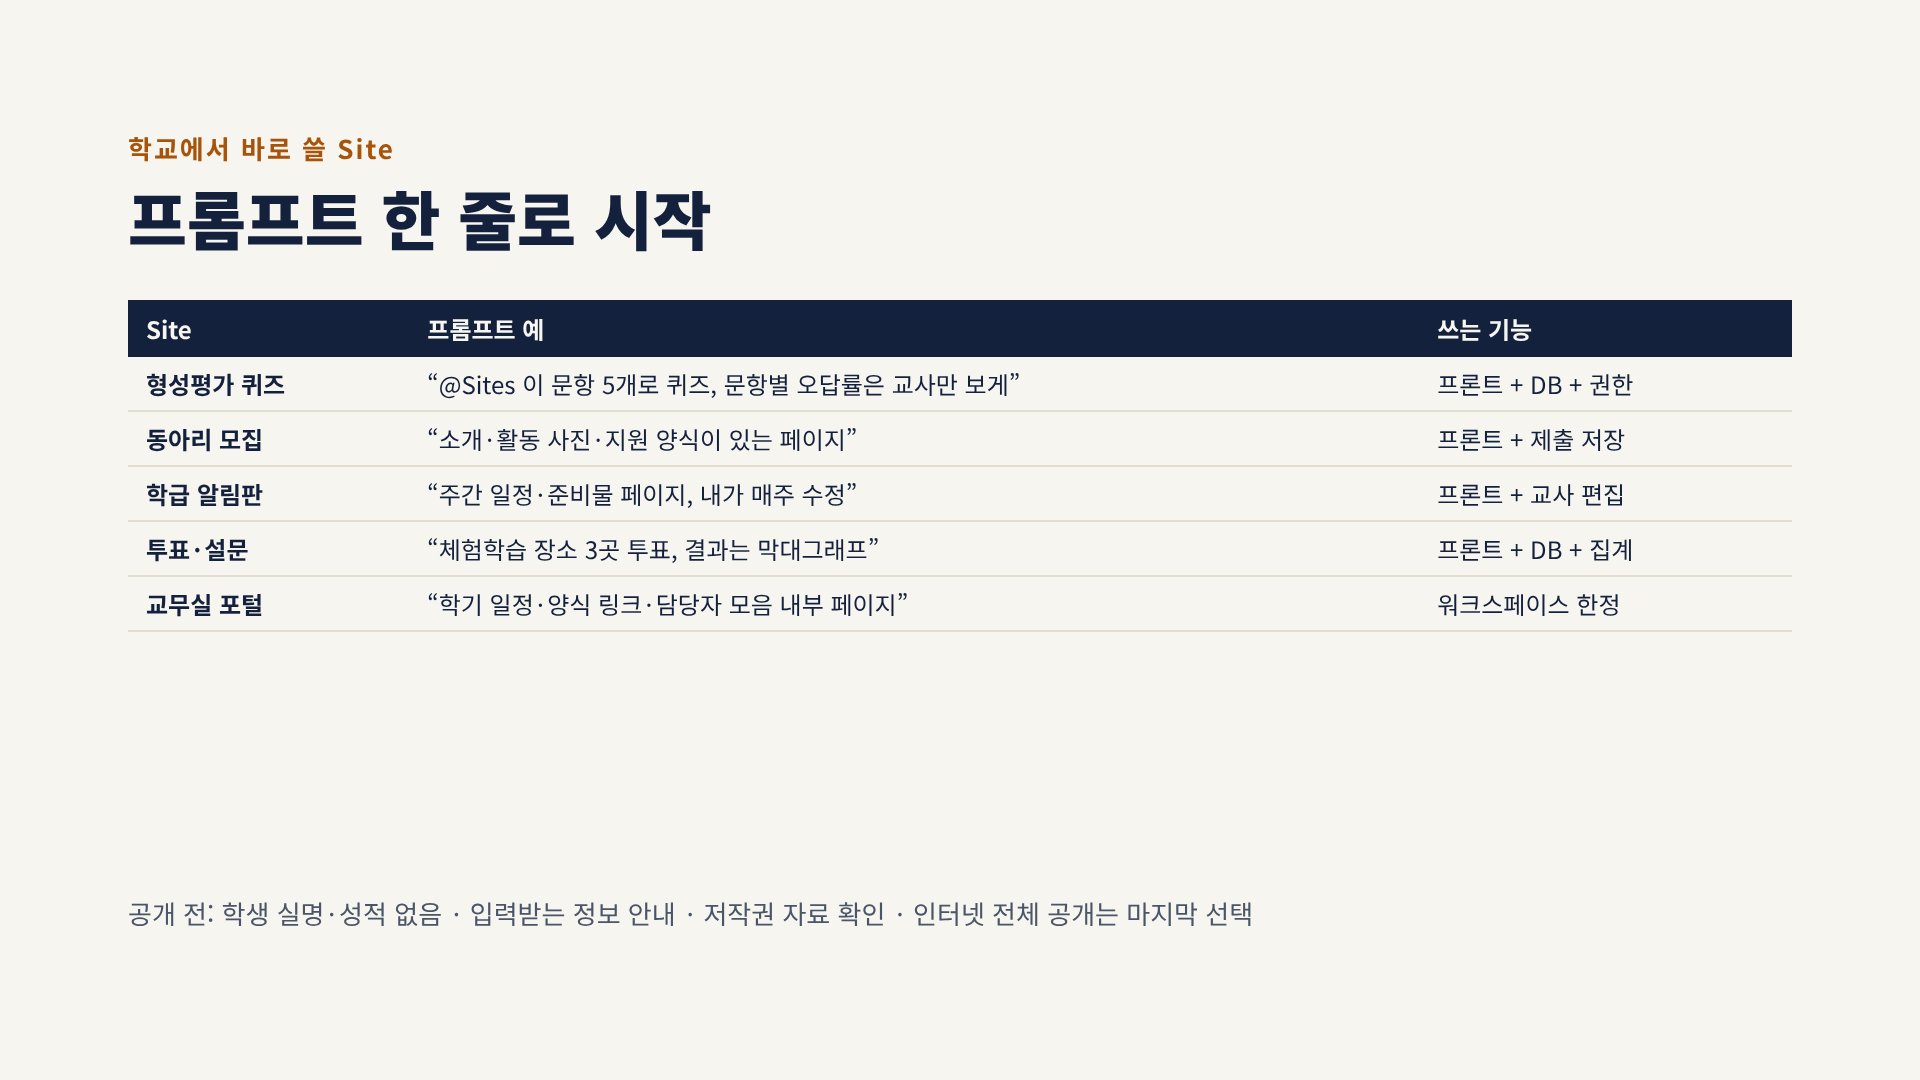 학교에서 바로 쓸 Site
프롬프트 한 줄로 시작
Site 프롬프트 예 쓰는 기능
형성평가 퀴즈 “@Sites 이 문항 5개로 퀴즈, 문항별 오답률은 교사만 보게” 프론트 + DB + 권한
동아리 모집 “소개·활동 사진·지원 양식이 있는 페이지” 프론트 + 제출 저장
학급 알림판 “주간 일정·준비물 페이지, 내가 매주 수정” 프론트 + 교사 편집
투표·설문 “체험학습 장소 3곳 투표, 결과는 막대그래프” 프론트 + DB + 집계
교무실 포털 “학기 일정·양식 링크·담당자 모음 내부 페이지” 워크스페이스 한정
공개 전: 학생 실명·성적 없음 · 입력받는 정보 안내 · 저작권 자료 확인 · 인터넷 전체 공개는 마지막 선택